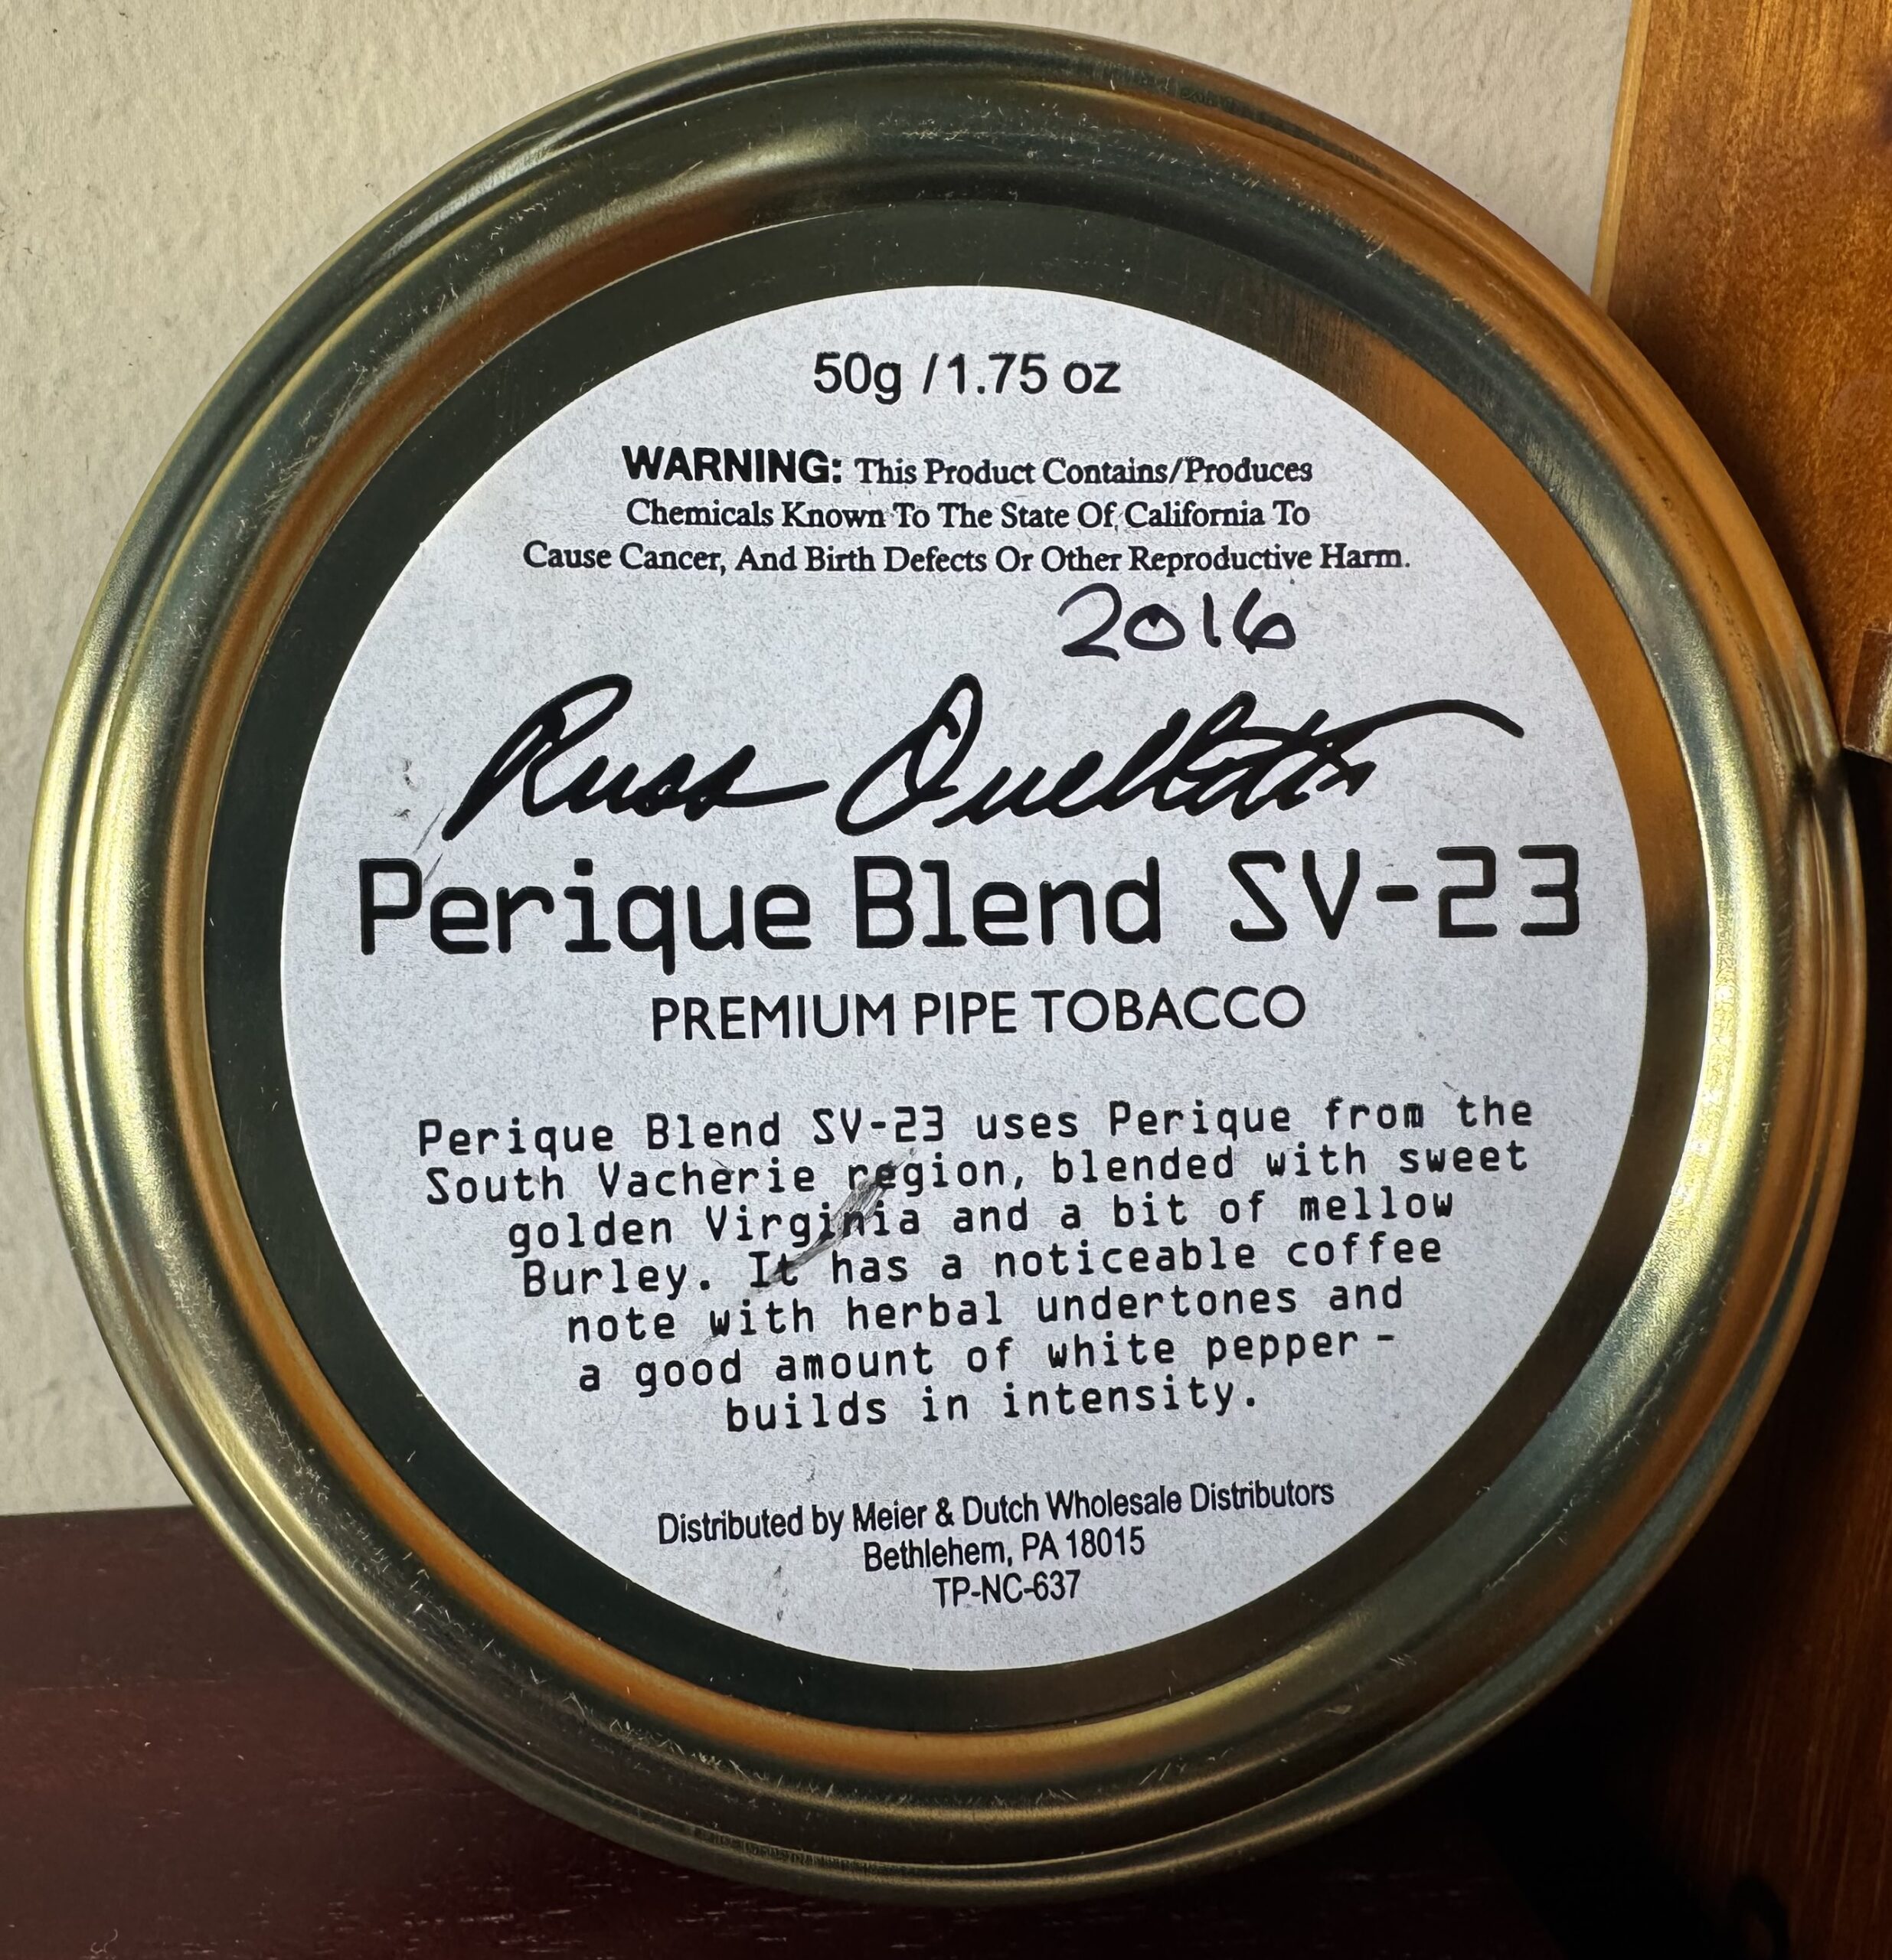 50g / 1.75 oz
WARNING: This Product Contains/Produces
Chemicals Known To The State Of California To
Cause Cancer, And Birth Defects Or Other Reproductive Harm.
2016
Russ Ouellette
Perique Blend SV-23
PREMIUM PIPE TOBACCO
Perique Blend SV-23 uses Perique from the
South Vacherie region, blended with sweet
golden Virginia and a bit of mellow
Burley. It has a noticeable coffee
note with herbal undertones and
a good amount of white pepper -
builds in intensity.
Distributed by Meier & Dutch Wholesale Distributors
Bethlehem, PA 18015
TP-NC-637